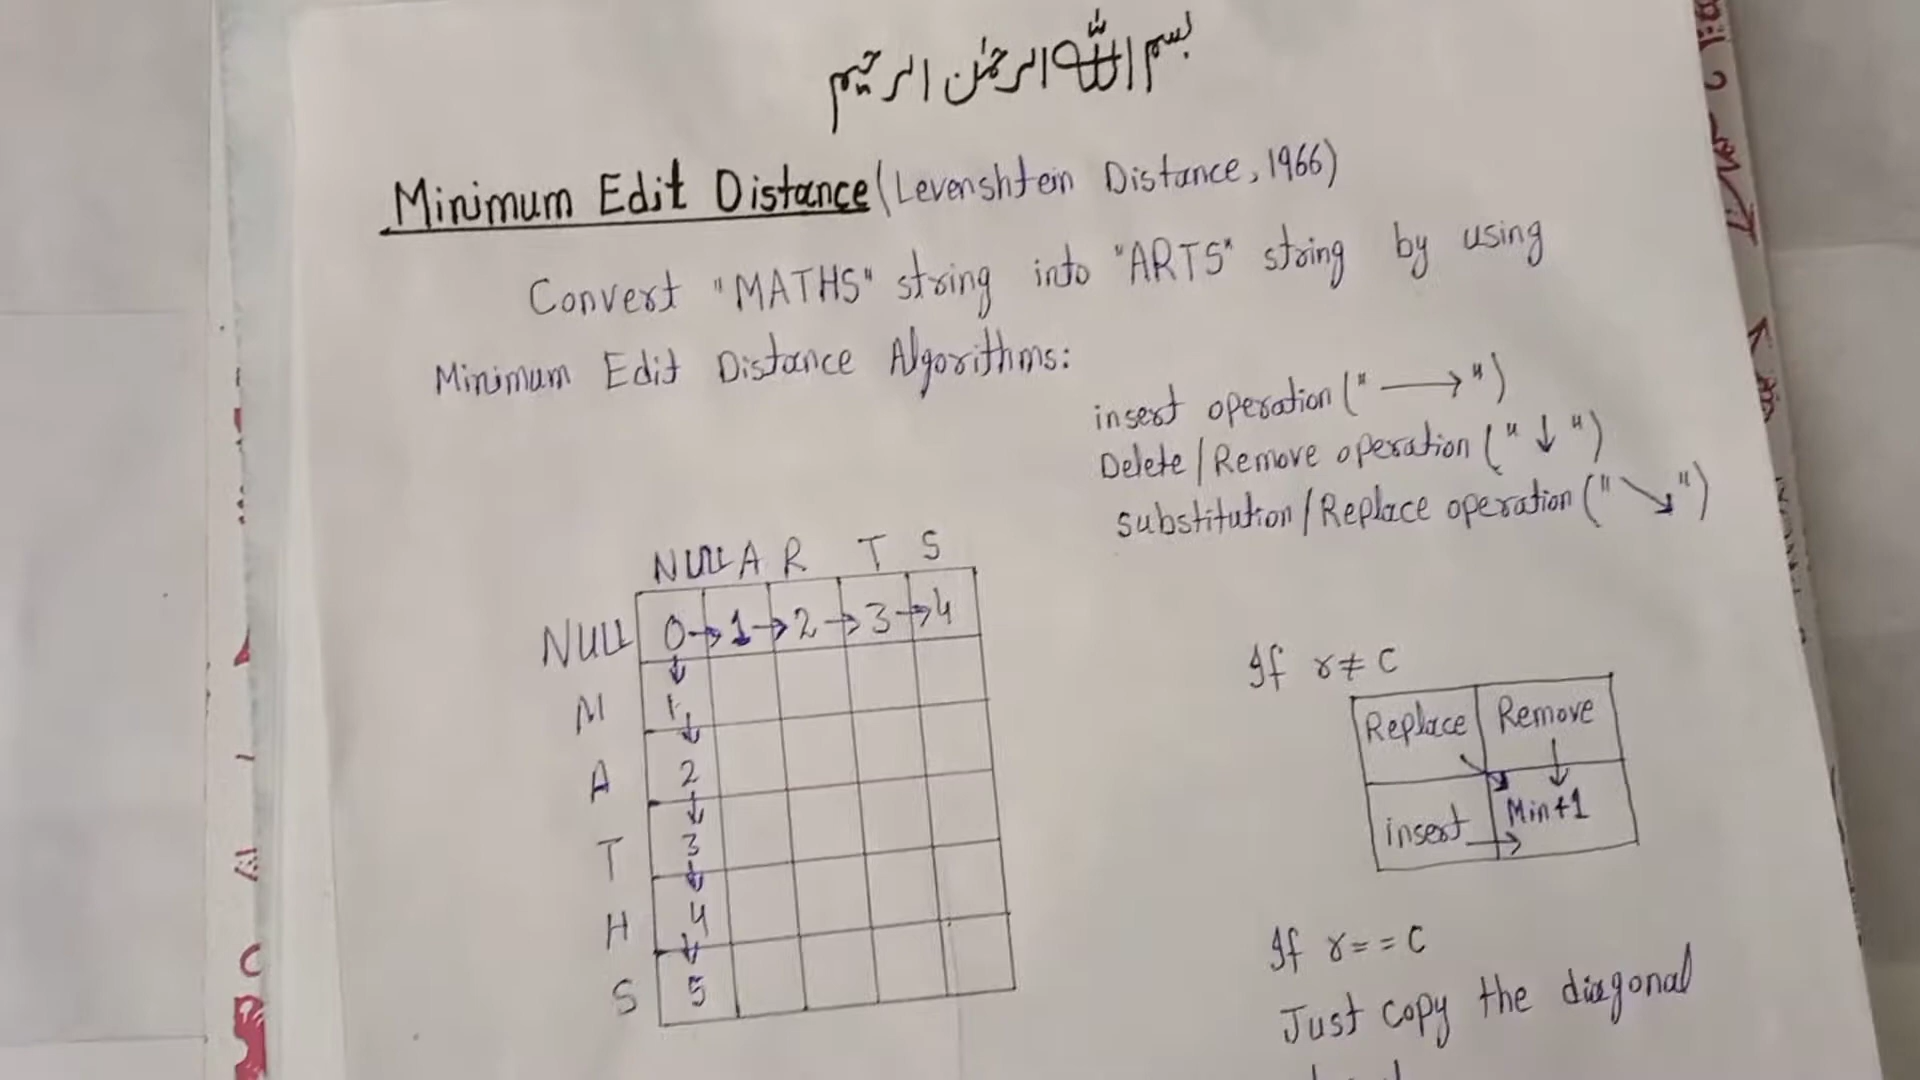 بسم الله الرحمٰن الرحیم
Minimum Edit Distance (Levenshtein Distance, 1966)
Convert "MATHS" string into "ARTS" string by using
Minimum Edit Distance Algorithms:
insert operation (" → ")
Delete / Remove operation (" ↓ ")
substitution / Replace operation (" ↘ ")
NULL A R T S
NULL 0 → 1 → 2 → 3 → 4
↓
M 1
↓
A 2
↓
T 3
↓
H 4
↓
S 5
If r ≠ C
Replace Remove
insert → Min+1
If r == C
Just copy the diagonal